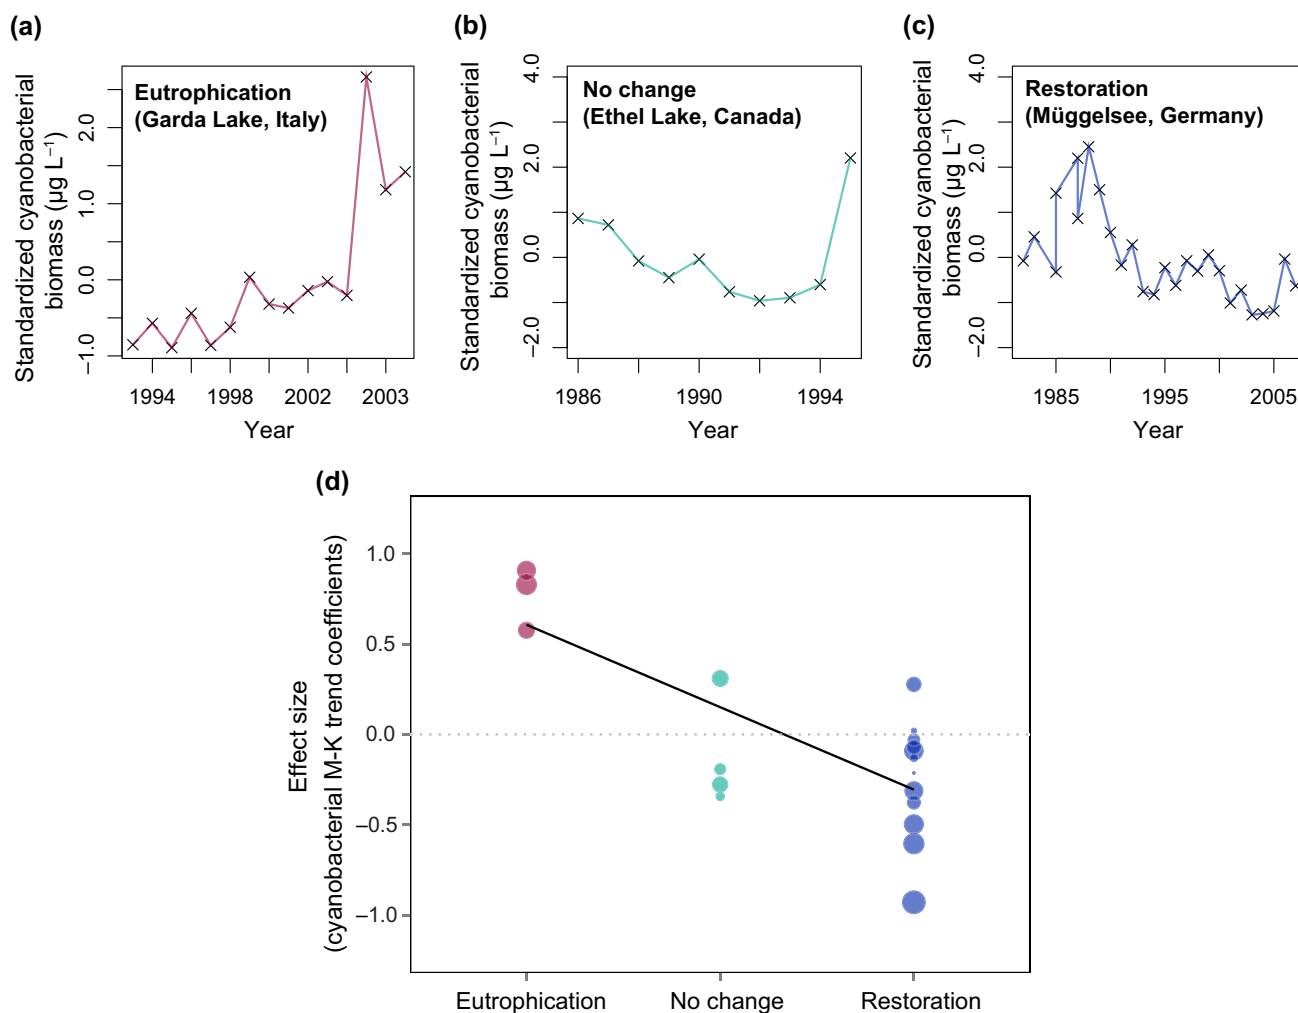 (a)
Standardized cyanobacterial
biomass (µg L⁻¹)
Eutrophication
(Garda Lake, Italy)
2.0
1.0
0.0
−1.0
1994
1998
2002
2003
Year
(b)
Standardized cyanobacterial
biomass (µg L⁻¹)
No change
(Ethel Lake, Canada)
4.0
2.0
0.0
−2.0
1986
1990
1994
Year
(c)
Standardized cyanobacterial
biomass (µg L⁻¹)
Restoration
(Müggelsee, Germany)
4.0
2.0
0.0
−2.0
1985
1995
2005
Year
(d)
Effect size
(cyanobacterial M-K trend coefficients)
1.0
0.5
0.0
−0.5
−1.0
Eutrophication
No change
Restoration